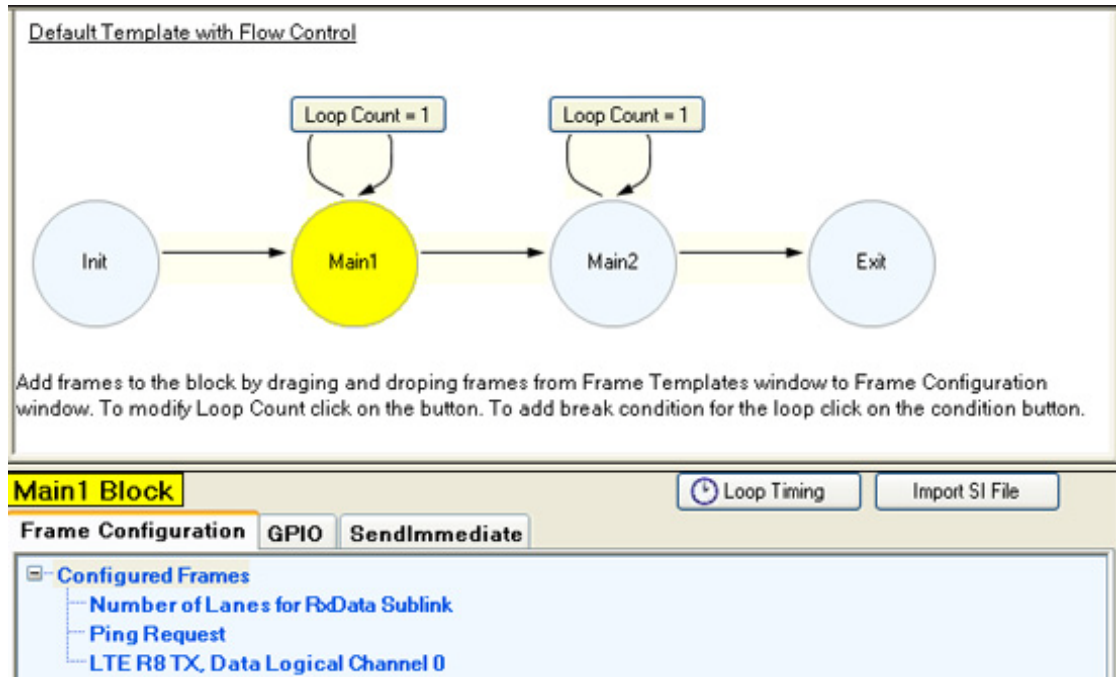 Default Template with Flow Control
Loop Count = 1
Loop Count = 1
Init
Main1
Main2
Exit
Add frames to the block by draging and droping frames from Frame Templates window to Frame Configuration
window. To modify Loop Count click on the button. To add break condition for the loop click on the condition button.
Main1 Block
Loop Timing
Import SI File
Frame Configuration
GPIO
SendImmediate
Configured Frames
Number of Lanes for RxData Sublink
Ping Request
LTE R8 TX, Data Logical Channel 0